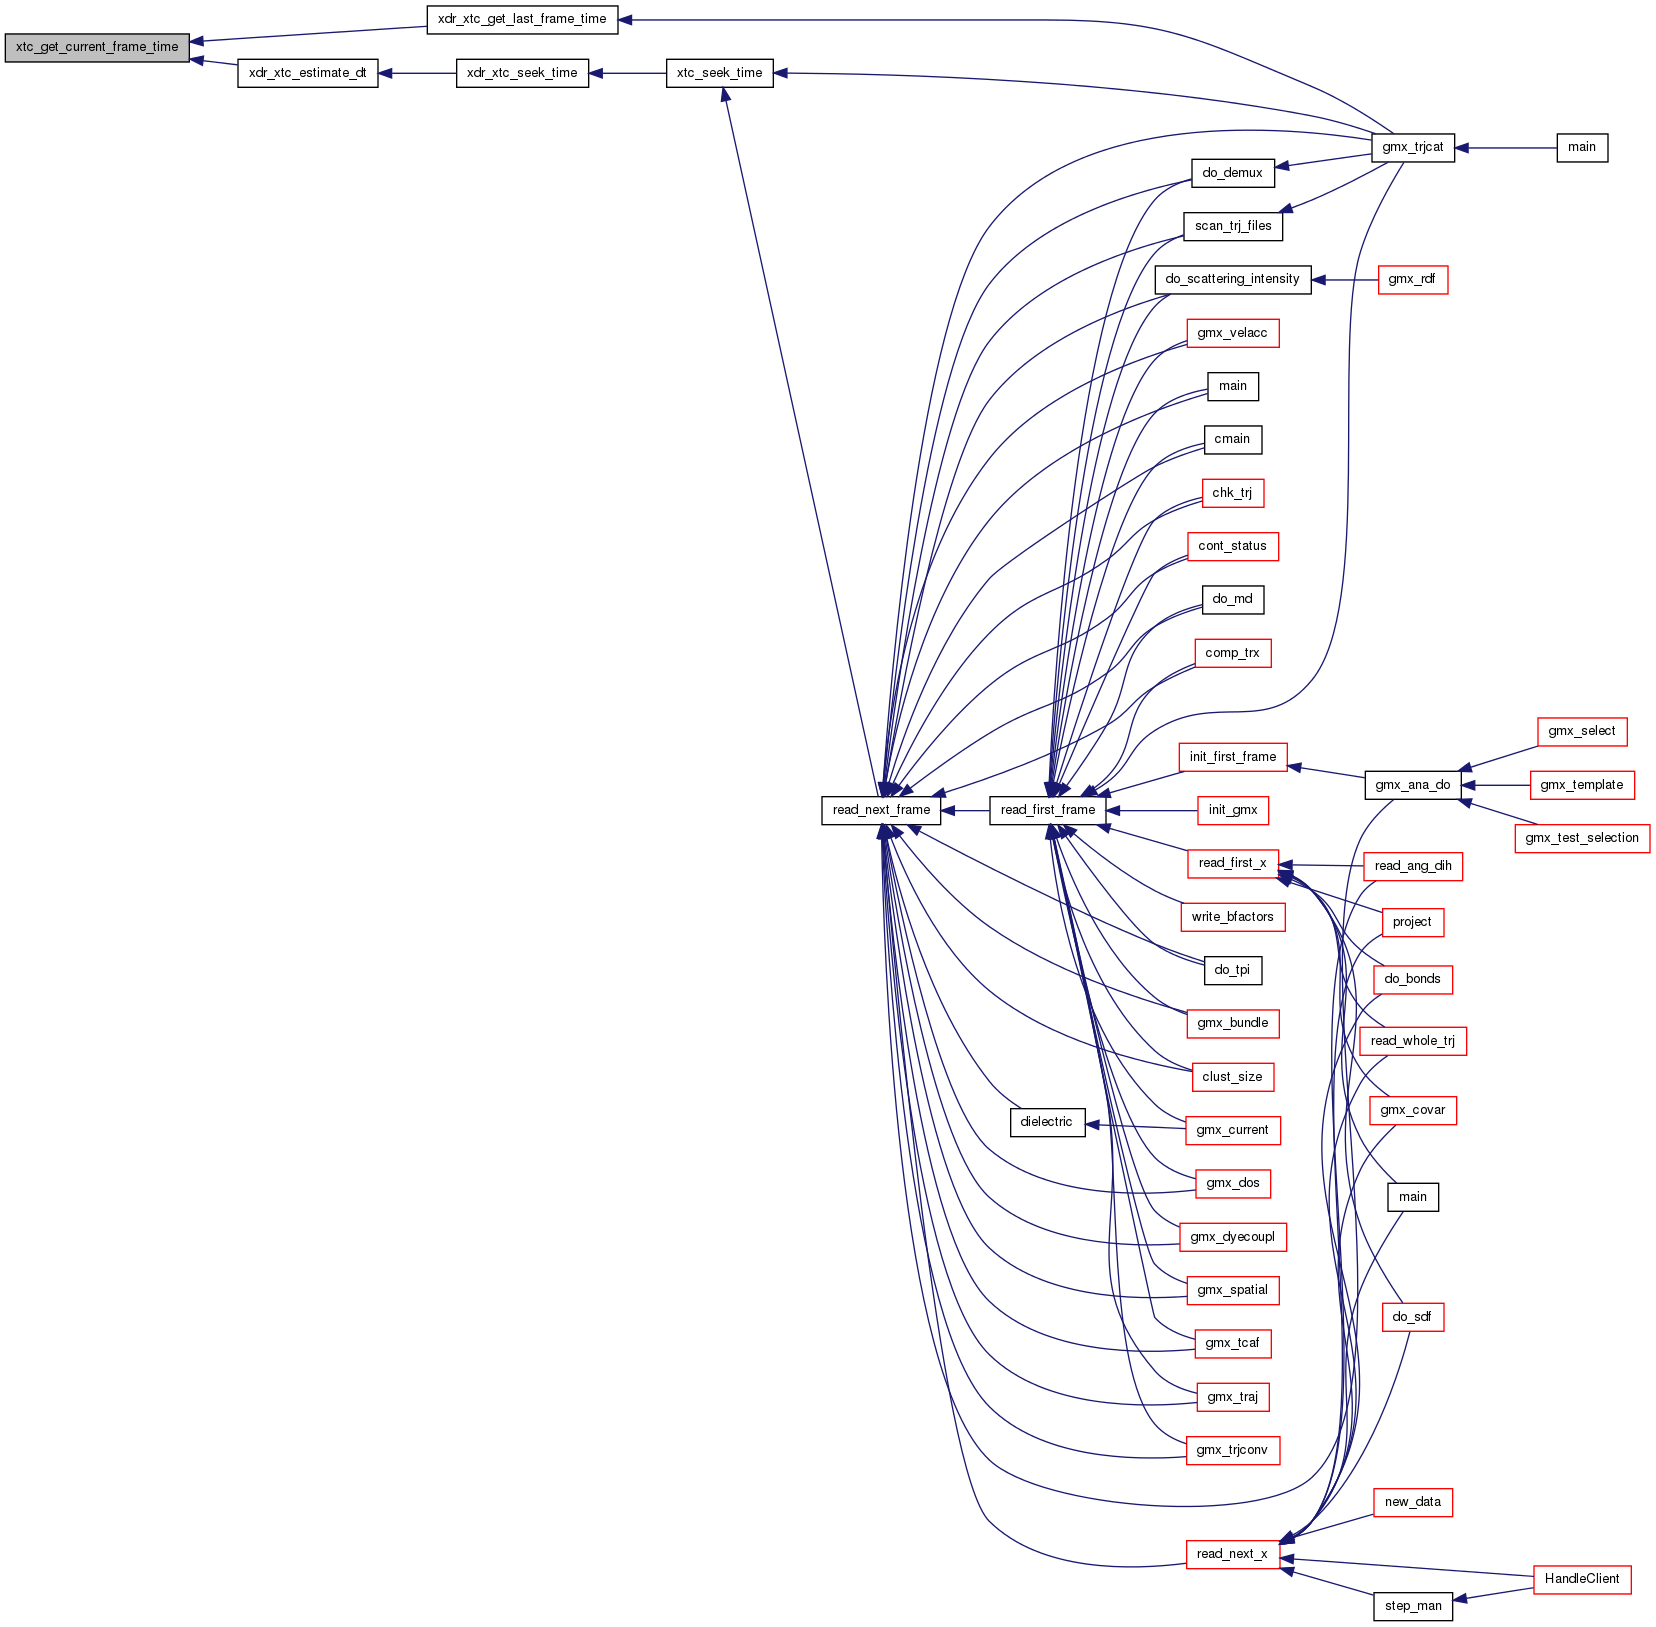 xdr_xtc_get_last_frame_time
xtc_get_current_frame_time
xdr_xtc_estimate_dt
xdr_xtc_seek_time
xtc_seek_time
gmx_trjcat
main
do_demux
scan_trj_files
do_scattering_intensity
gmx_rdf
gmx_velacc
main
cmain
chk_trj
cont_status
do_md
comp_trx
gmx_select
init_first_frame
gmx_ana_do
gmx_template
read_next_frame
read_first_frame
init_gmx
gmx_test_selection
read_first_x
read_ang_dih
write_bfactors
project
do_tpi
do_bonds
gmx_bundle
read_whole_trj
clust_size
gmx_covar
dielectric
gmx_current
gmx_dos
main
gmx_dyecoupl
gmx_spatial
do_sdf
gmx_tcaf
gmx_traj
gmx_trjconv
new_data
read_next_x
HandleClient
step_man